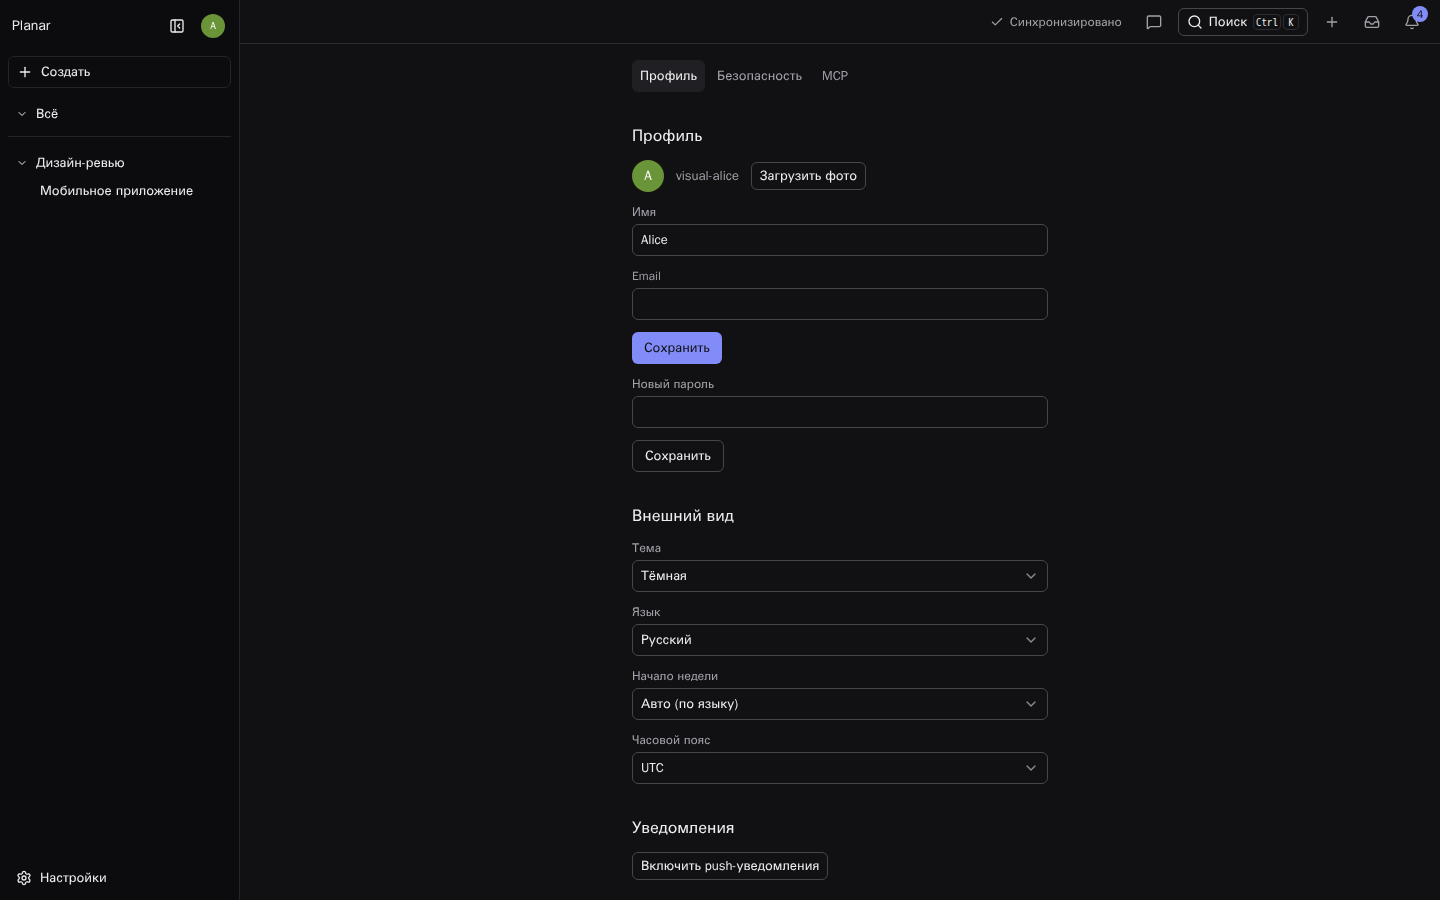 Planar
A
Создать
Всё
Дизайн-ревью
Мобильное приложение
Настройки
Синхронизировано
Поиск Ctrl K
4
Профиль Безопасность MCP
Профиль
A visual-alice Загрузить фото
Имя
Alice
Email
Сохранить
Новый пароль
Сохранить
Внешний вид
Тема
Тёмная
Язык
Русский
Начало недели
Авто (по языку)
Часовой пояс
UTC
Уведомления
Включить push-уведомления